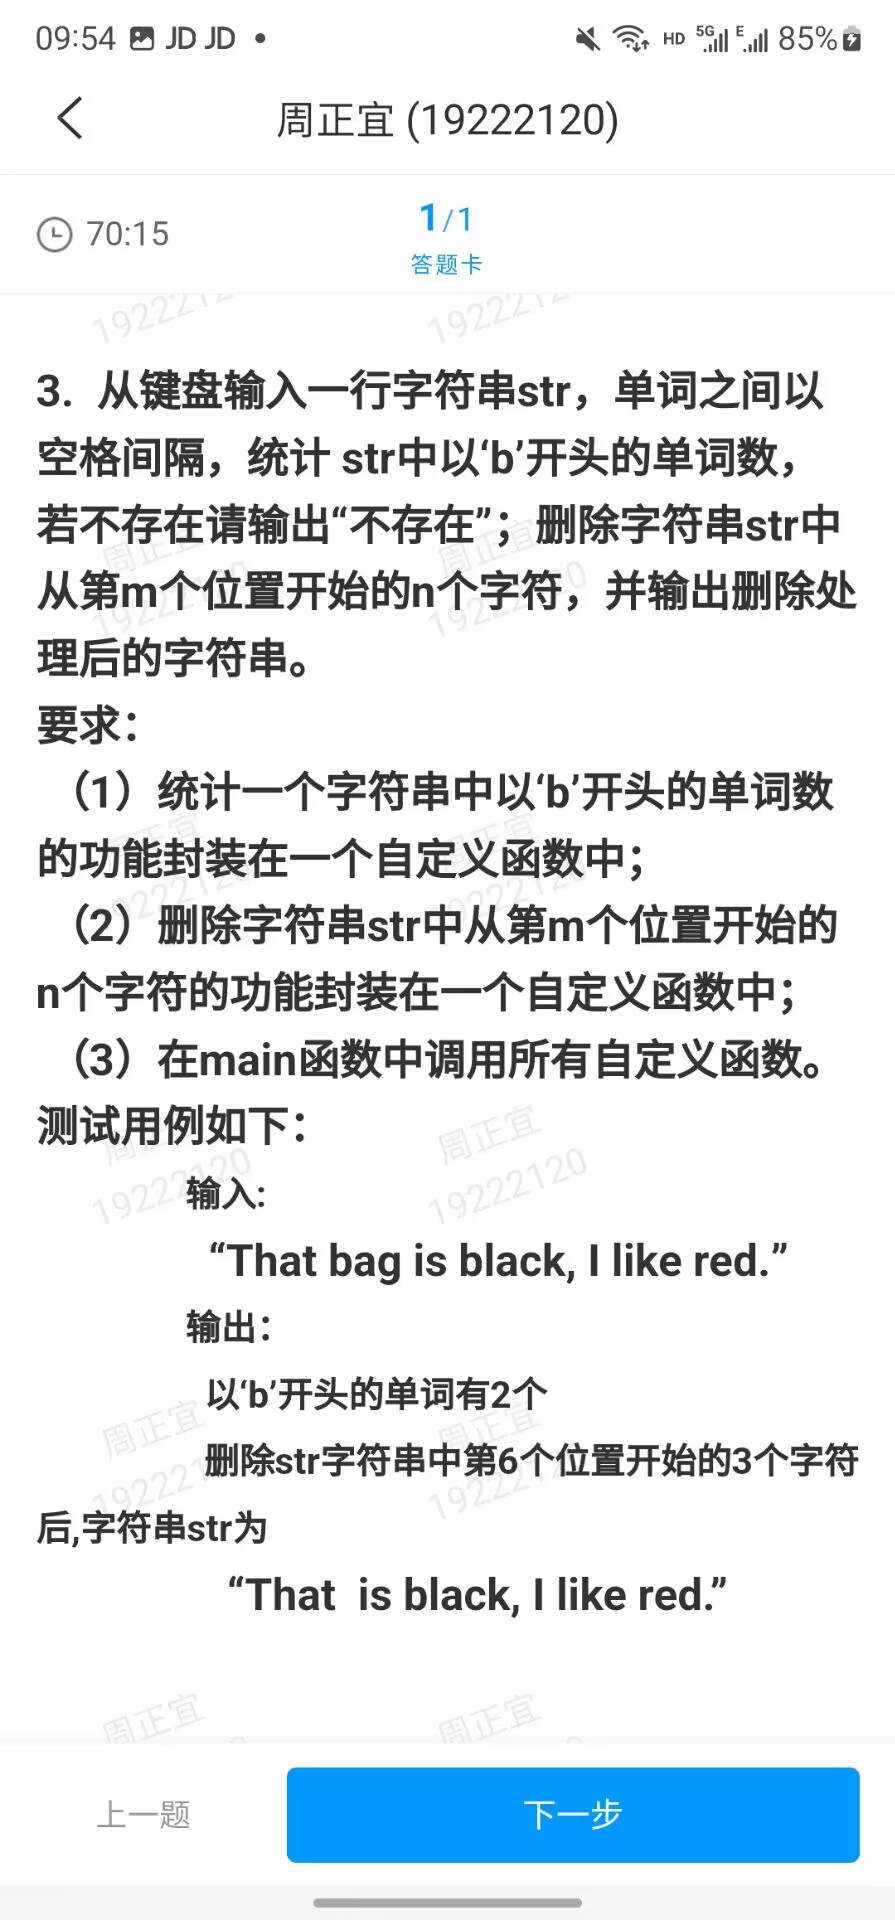 09:54 JD JD • HD 5G E 85%
周正宜 (19222120)
70:15
1/1
答题卡
3. 从键盘输入一行字符串str，单词之间以
空格间隔，统计 str中以‘b’开头的单词数，
若不存在请输出“不存在”；删除字符串str中
从第m个位置开始的n个字符，并输出删除处
理后的字符串。
要求：
（1）统计一个字符串中以‘b’开头的单词数
的功能封装在一个自定义函数中；
（2）删除字符串str中从第m个位置开始的
n个字符的功能封装在一个自定义函数中；
（3）在main函数中调用所有自定义函数。
测试用例如下：
输入:
“That bag is black, I like red.”
输出：
以‘b’开头的单词有2个
删除str字符串中第6个位置开始的3个字符
后,字符串str为
“That  is black, I like red.”
周正宜
19222120
上一题
下一步